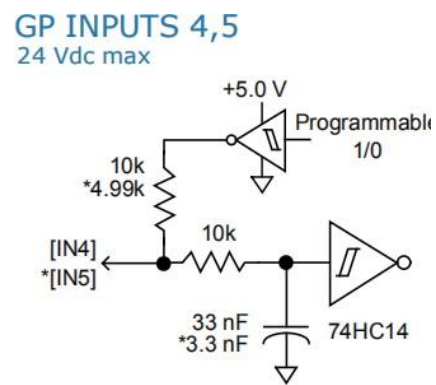 GP INPUTS 4,5
24 Vdc max
+5.0 V
Programmable
1/0
10k
*4.99k
10k
[IN4]
*[IN5]
33 nF
*3.3 nF
74HC14